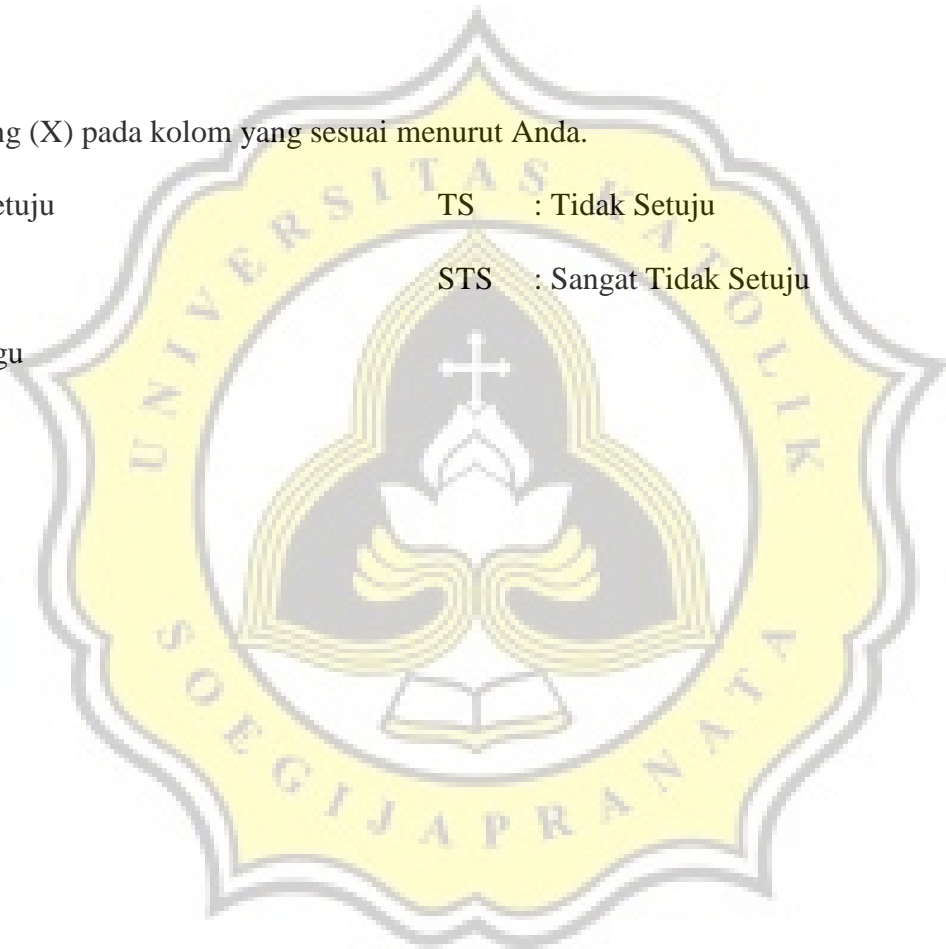 ng (X) pada kolom yang sesuai menurut Anda.
etuju TS : Tidak Setuju
STS : Sangat Tidak Setuju
gu
UNIVERSITAS KATOLIK
SOEGIJAPRANATA